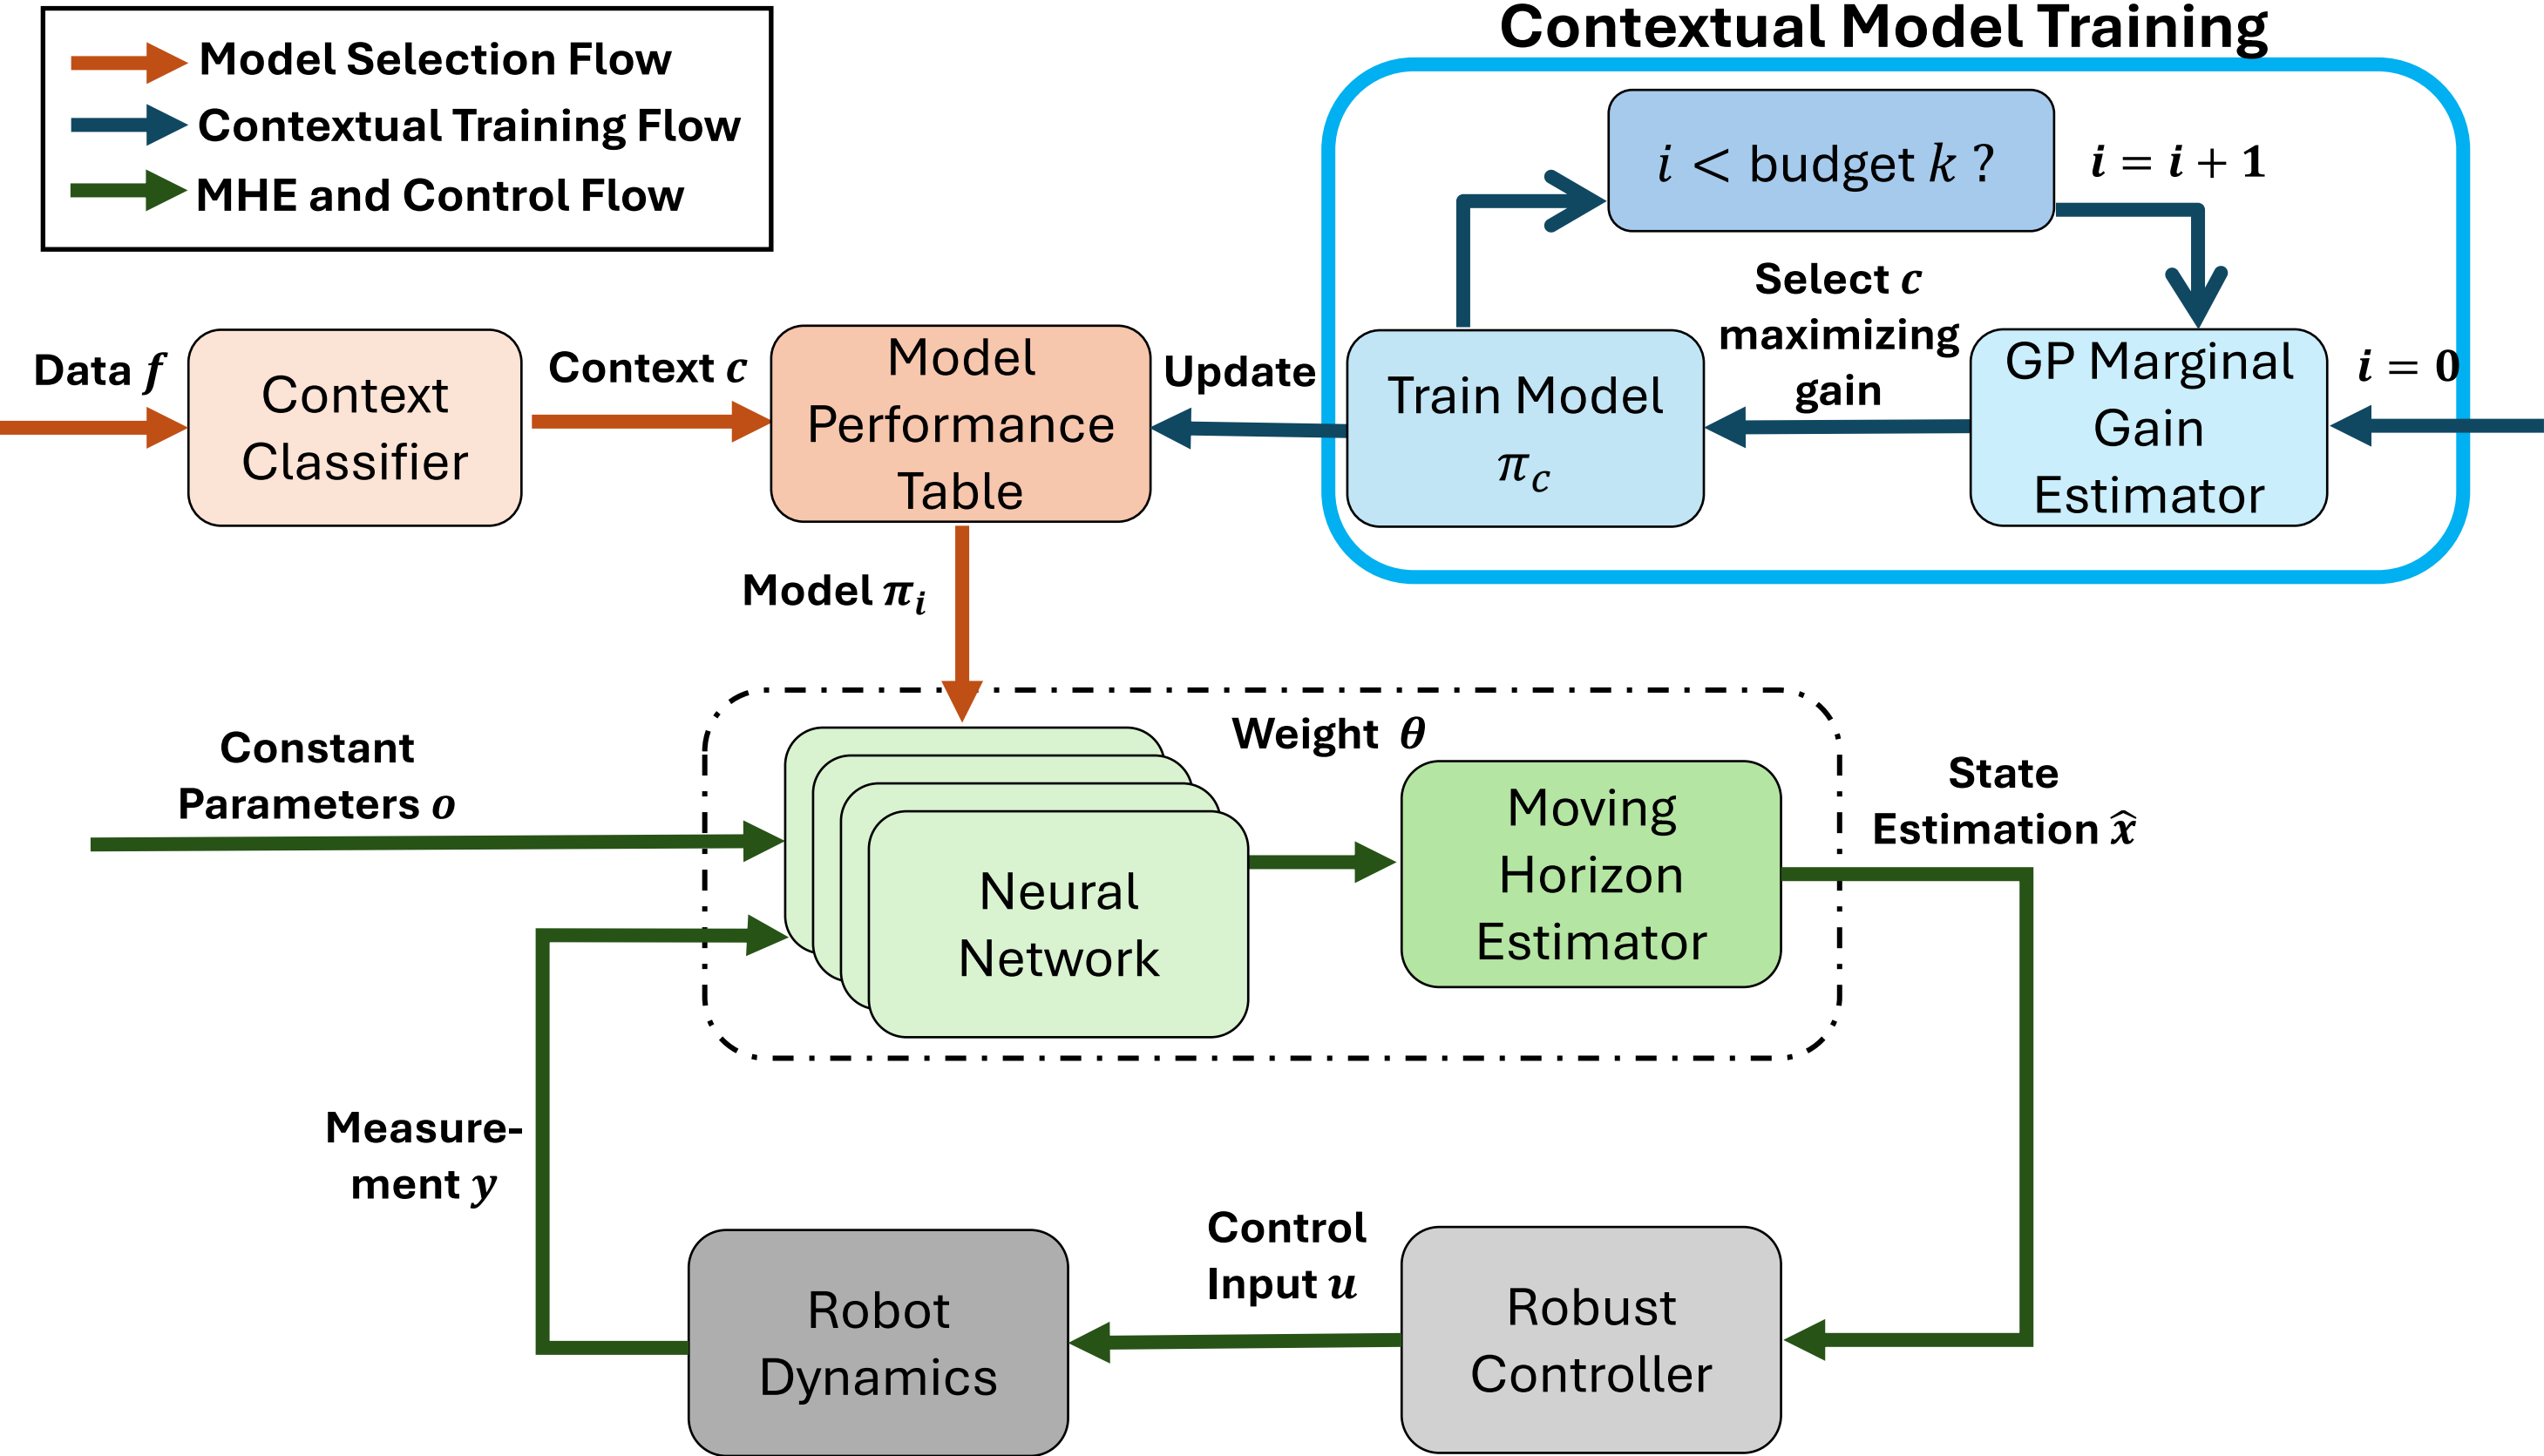 Model Selection Flow
Contextual Training Flow
MHE and Control Flow
Contextual Model Training
i < budget k ?
i = i + 1
Select c
maximizing
gain
Data f
Context
Classifier
Context c
Model
Performance
Table
Update
Train Model
π_c
GP Marginal
Gain
Estimator
i = 0
Model π_i
Constant
Parameters o
Weight θ
Neural
Network
Moving
Horizon
Estimator
State
Estimation x̂
Measure-
ment y
Robot
Dynamics
Control
Input u
Robust
Controller